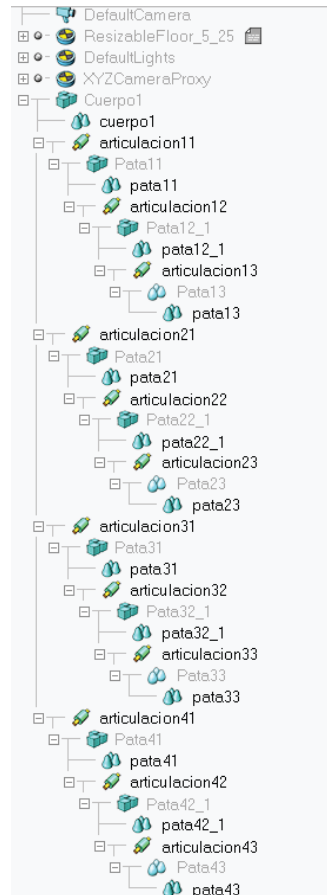 DefaultCamera
ResizableFloor_5_25
DefaultLights
XYZCameraProxy
Cuerpo1
cuerpo1
articulacion11
Pata11
pata11
articulacion12
Pata12_1
pata12_1
articulacion13
Pata13
pata13
articulacion21
Pata21
pata21
articulacion22
Pata22_1
pata22_1
articulacion23
Pata23
pata23
articulacion31
Pata31
pata31
articulacion32
Pata32_1
pata32_1
articulacion33
Pata33
pata33
articulacion41
Pata41
pata41
articulacion42
Pata42_1
pata42_1
articulacion43
Pata43
pata43